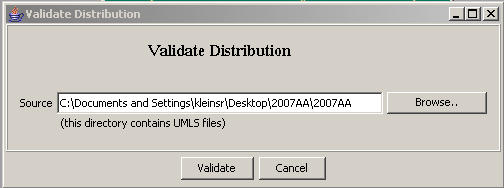 Validate Distribution
Validate Distribution
Source C:\Documents and Settings\kleinsr\Desktop\2007AA\2007AA Browse..
(this directory contains UMLS files)
Validate Cancel